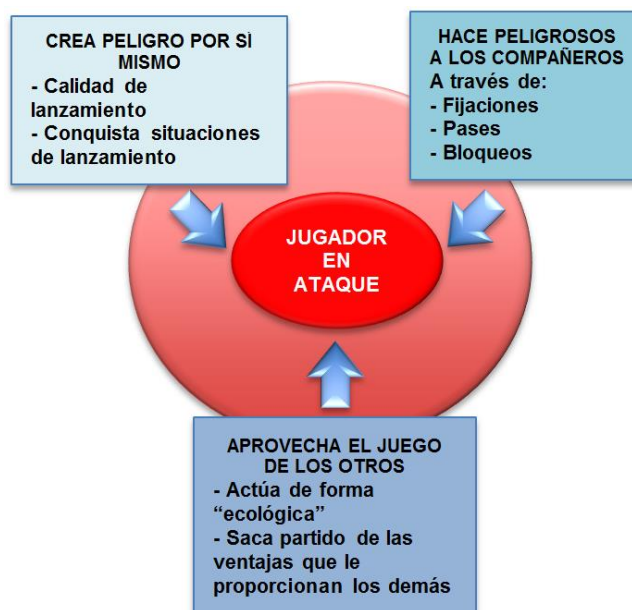 CREA PELIGRO POR SÌ
MISMO
- Calidad de
lanzamiento
- Conquista situaciones
de lanzamiento
HACE PELIGROSOS
A LOS COMPAÑEROS
A través de:
- Fijaciones
- Pases
- Bloqueos
JUGADOR
EN
ATAQUE
APROVECHA EL JUEGO
DE LOS OTROS
- Actúa de forma
“ecológica”
- Saca partido de las
ventajas que le
proporcionan los demás